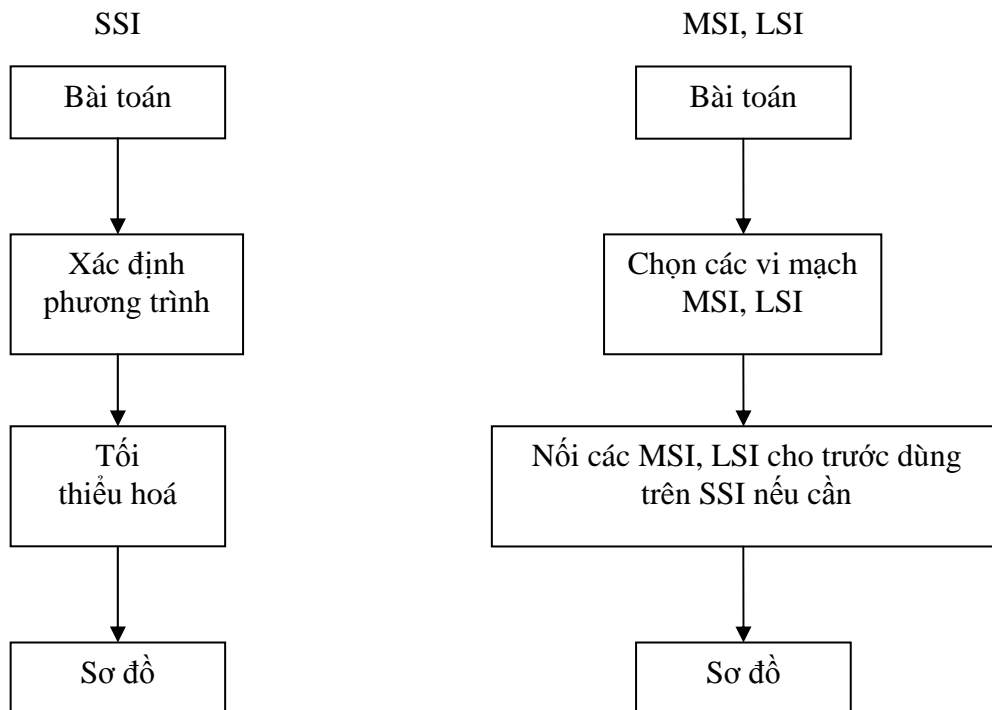 SSI
Bài toán
Xác định
phương trình
Tối
thiểu hoá
Sơ đồ
MSI, LSI
Bài toán
Chọn các vi mạch
MSI, LSI
Nối các MSI, LSI cho trước dùng
trên SSI nếu cần
Sơ đồ